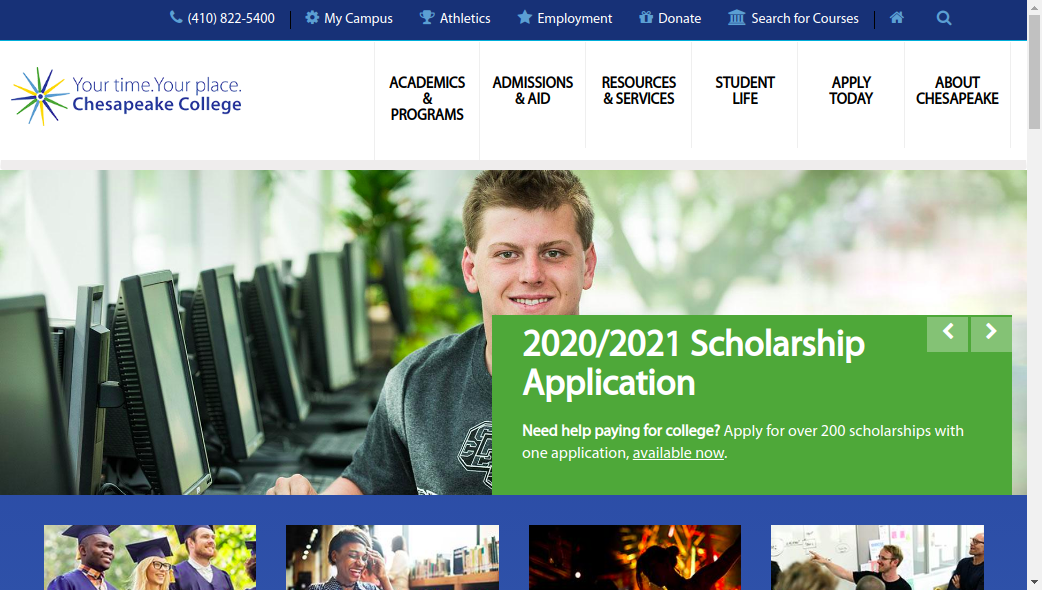 (410) 822-5400 My Campus Athletics Employment Donate Search for Courses
Your time.Your place.
Chesapeake College
ACADEMICS
&
PROGRAMS
ADMISSIONS
& AID
RESOURCES
& SERVICES
STUDENT
LIFE
APPLY
TODAY
ABOUT
CHESAPEAKE
2020/2021 Scholarship
Application
Need help paying for college? Apply for over 200 scholarships with
one application, available now.